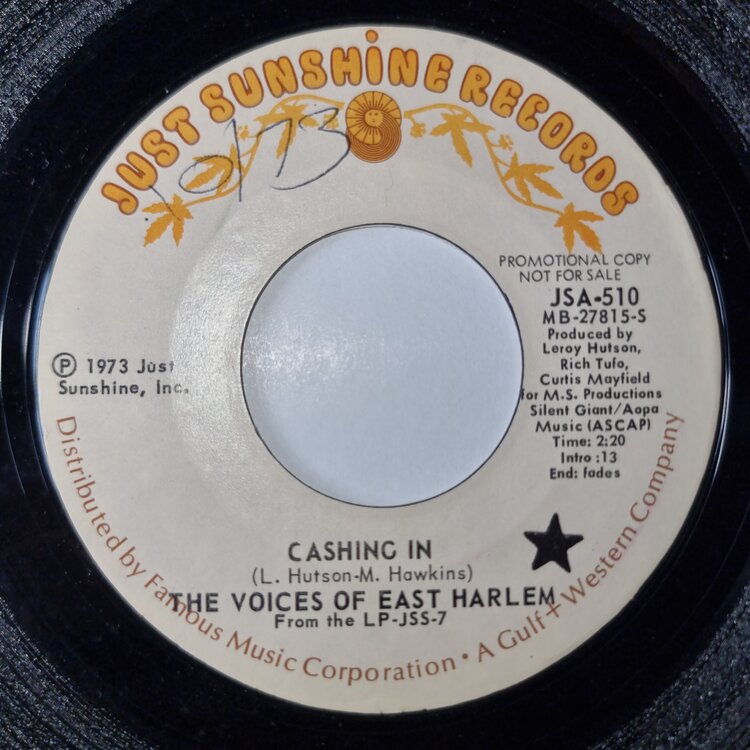 JUST SUNSHINE RECORDS
10/73
PROMOTIONAL COPY
NOT FOR SALE
JSA-510
MB-27815-S
Produced by
Leroy Hutson,
Rich Tufo,
Curtis Mayfield
for M.S. Productions
Silent Giant/Aopa
Music (ASCAP)
Time: 2:20
Intro :13
End: fades
℗ 1973 Just
Sunshine, Inc.
CASHING IN
(L. Hutson-M. Hawkins)
THE VOICES OF EAST HARLEM
From the LP-JSS-7
Distributed by Famous Music Corporation • A Gulf + Western Company